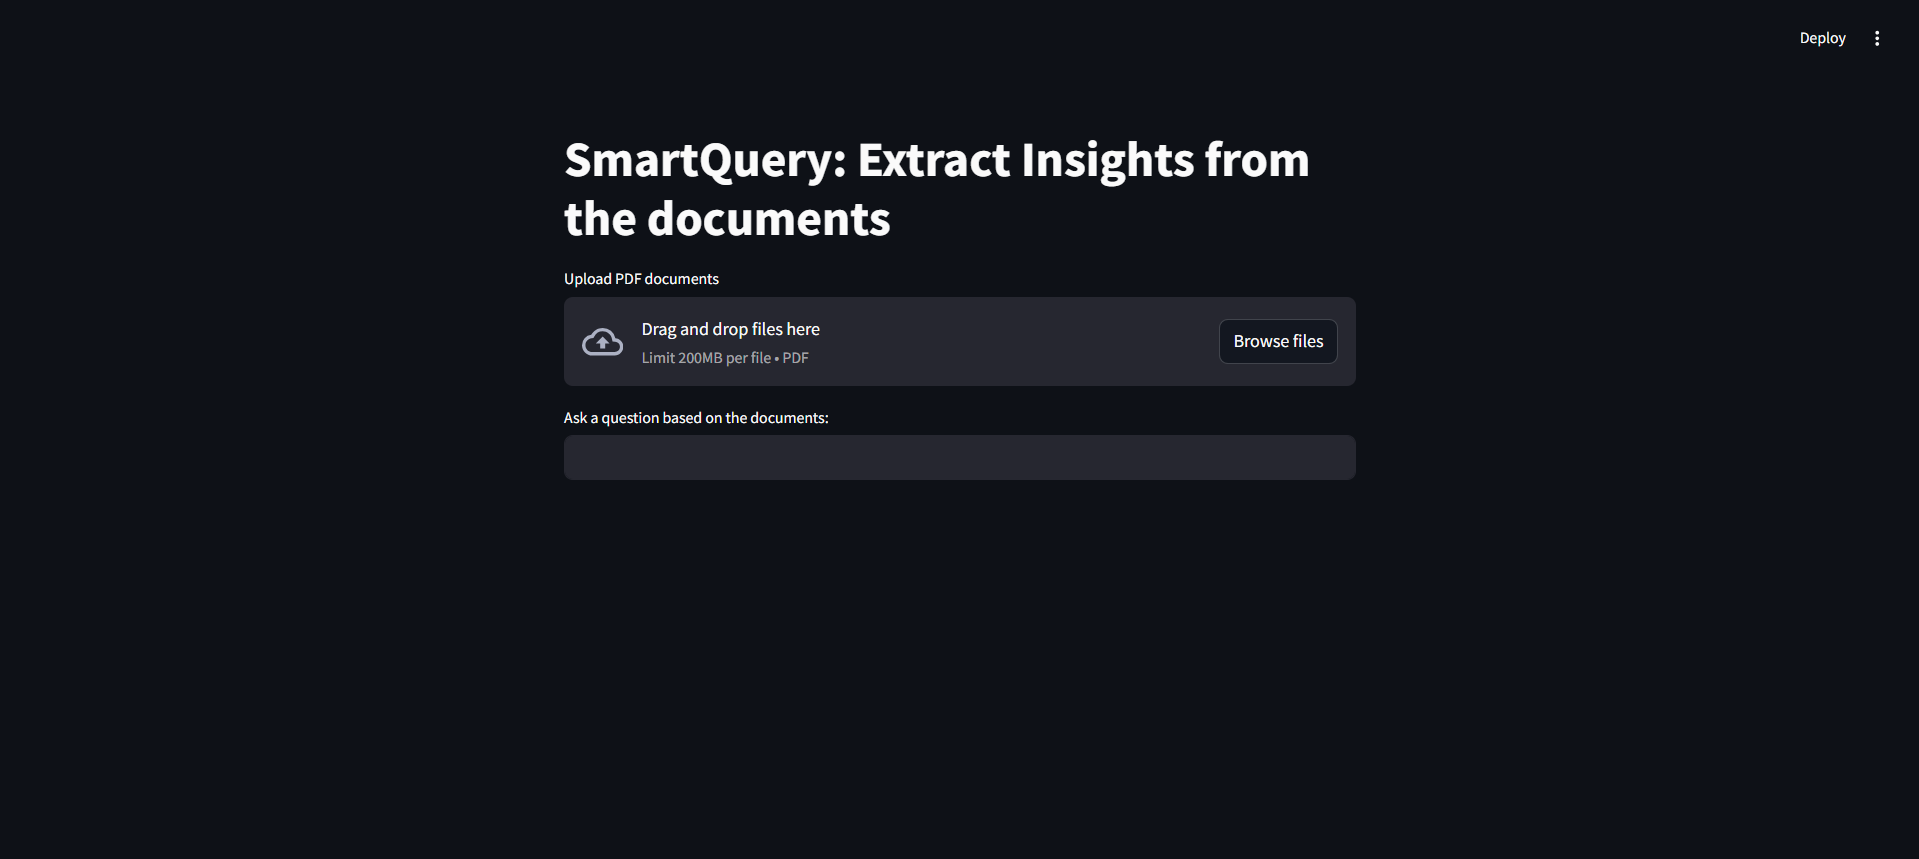 Deploy
SmartQuery: Extract Insights from
the documents
Upload PDF documents
Drag and drop files here
Limit 200MB per file • PDF
Browse files
Ask a question based on the documents: